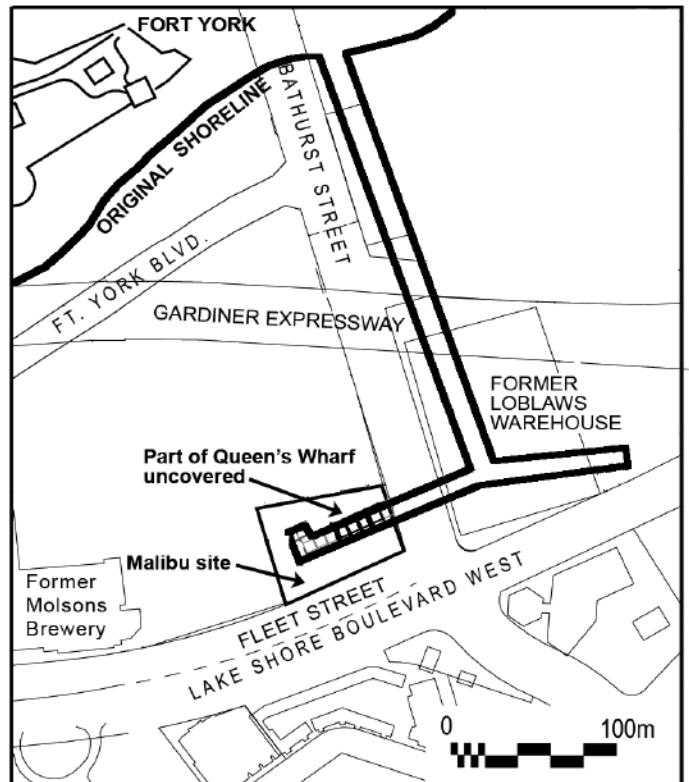 FORT YORK
BATHURST STREET
ORIGINAL SHORELINE
FT. YORK BLVD.
GARDINER EXPRESSWAY
FORMER
LOBLAWS
WAREHOUSE
Part of Queen's Wharf
uncovered
Malibu site
Former
Molsons
Brewery
FLEET STREET
LAKE SHORE BOULEVARD WEST
0 100m